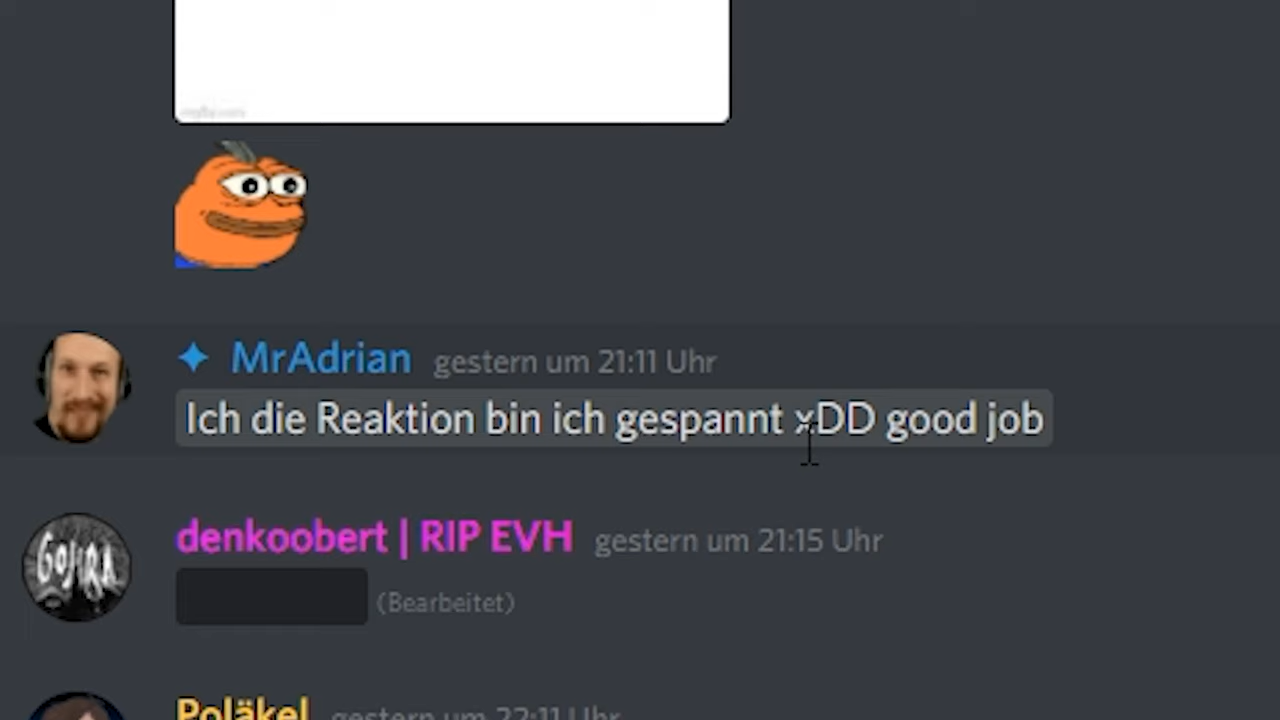 ✦ MrAdrian gestern um 21:11 Uhr
Ich die Reaktion bin ich gespannt xDD good job
GOJIRA
denkoobert | RIP EVH gestern um 21:15 Uhr
(Bearbeitet)
Poläkel gestern um 22:11 Uhr